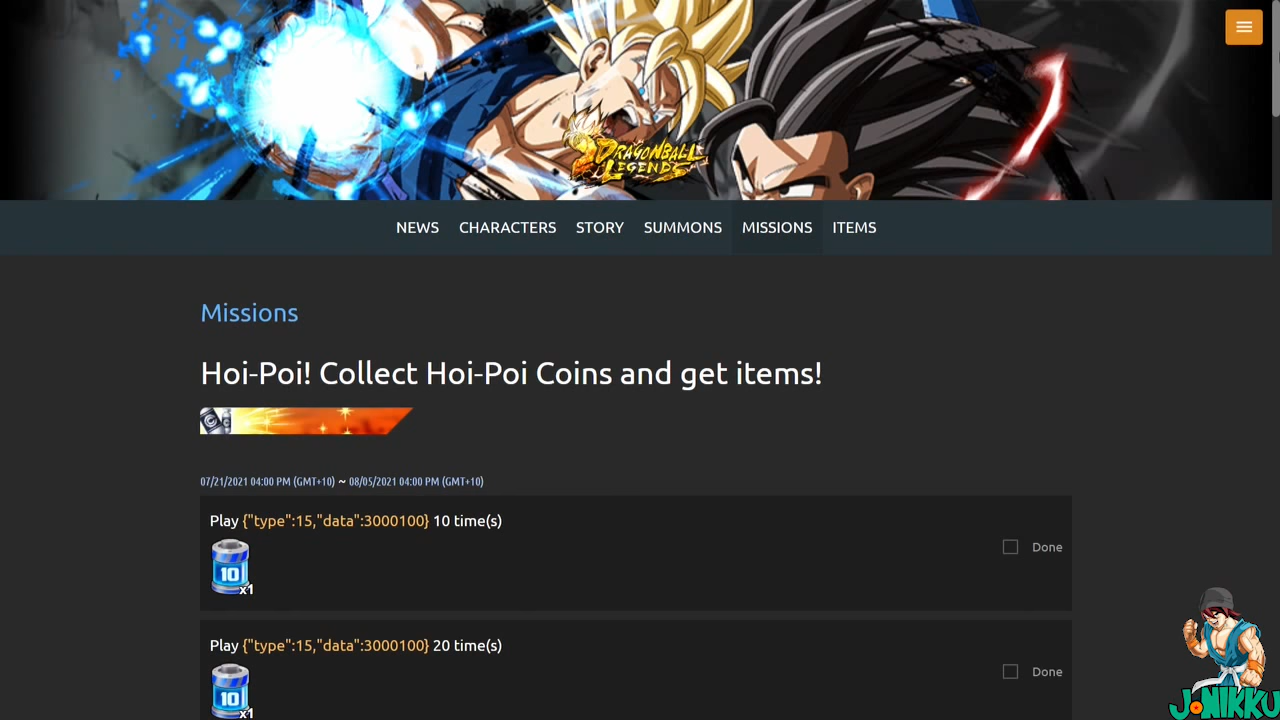 DRAGONBALL
LEGENDS
NEWS CHARACTERS STORY SUMMONS MISSIONS ITEMS
Missions
Hoi-Poi! Collect Hoi-Poi Coins and get items!
07/21/2021 04:00 PM (GMT+10) ~ 08/05/2021 04:00 PM (GMT+10)
Play {"type":15,"data":3000100} 10 time(s)
10
x1
Done
Play {"type":15,"data":3000100} 20 time(s)
10
x1
Done
JONIKKU